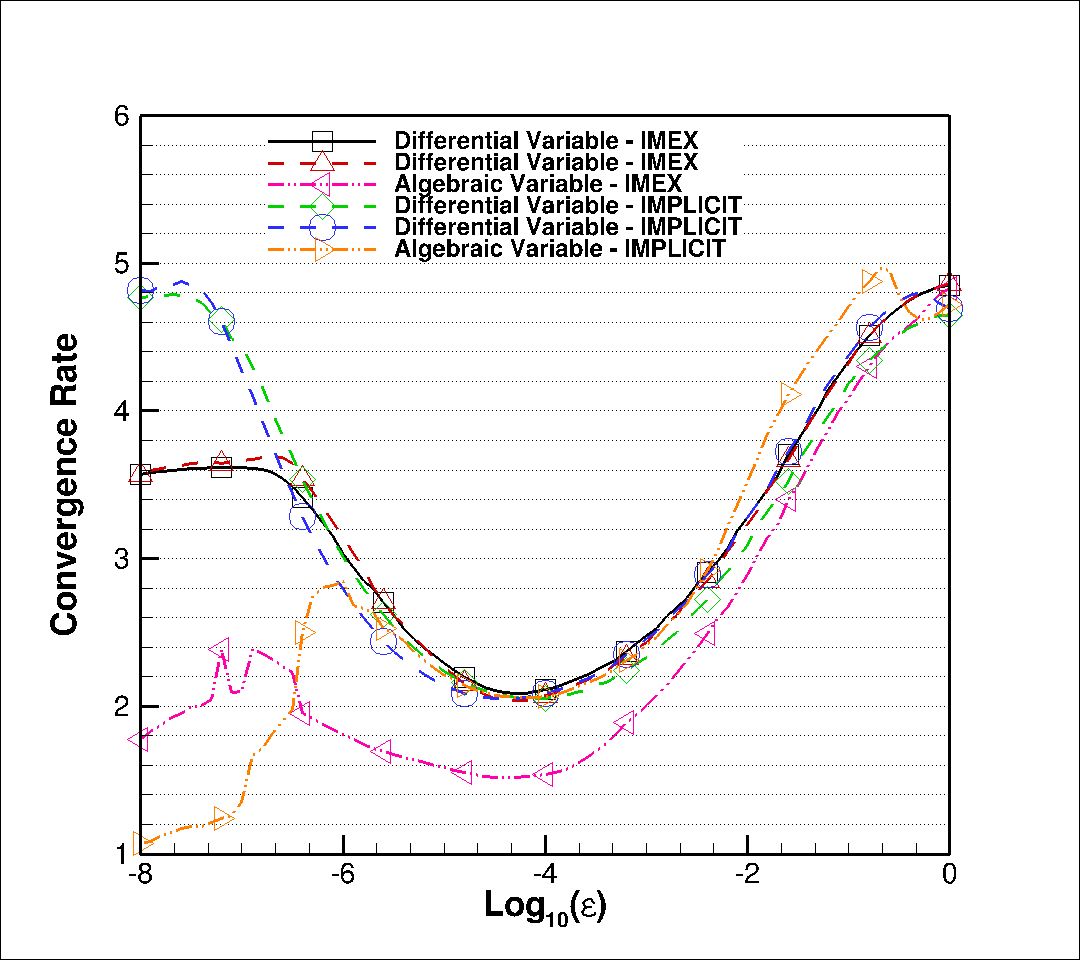 6
Differential Variable - IMEX
Differential Variable - IMEX
Algebraic Variable - IMEX
Differential Variable - IMPLICIT
Differential Variable - IMPLICIT
Algebraic Variable - IMPLICIT
5
4
3
2
1
Convergence Rate
-8 -6 -4 -2 0
Log₁₀(ε)